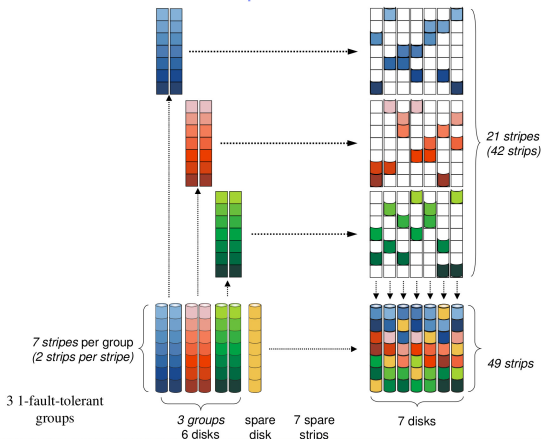 21 stripes
(42 strips)
7 stripes per group
(2 strips per stripe)
49 strips
3 1-fault-tolerant
groups
3 groups
6 disks
spare
disk
7 spare
strips
7 disks